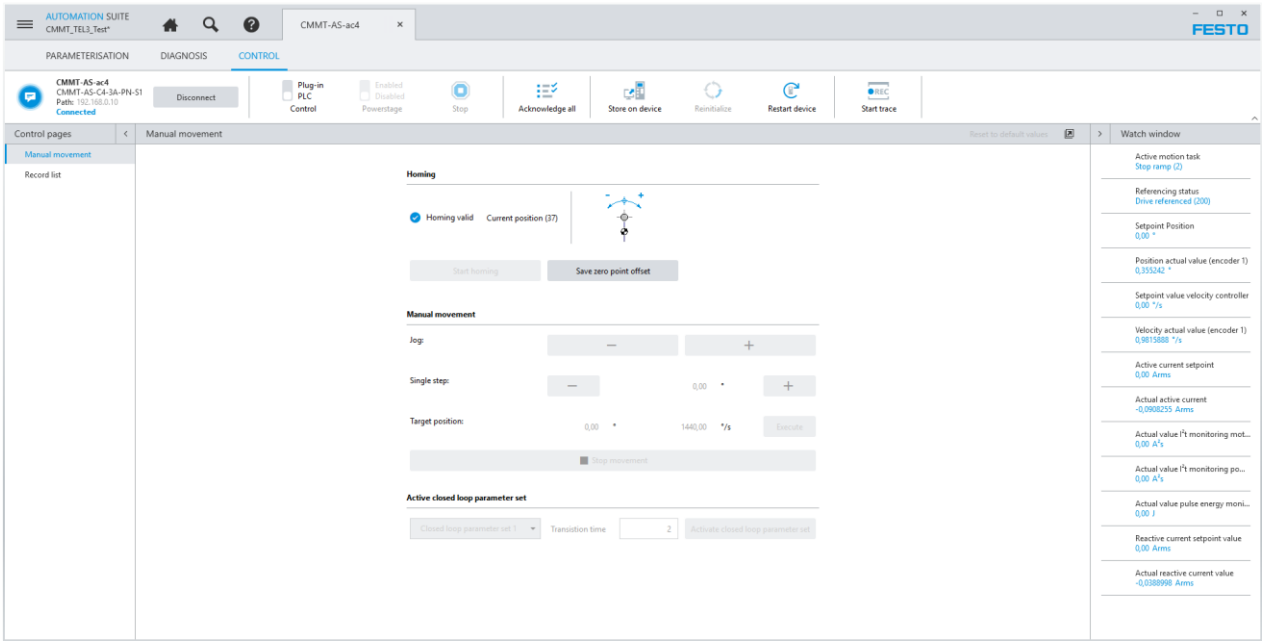 AUTOMATION SUITE
CMMT_TEL3_Test*
CMMT-AS-ac4
FESTO
PARAMETERISATION
DIAGNOSIS
CONTROL
CMMT-AS-ac4
CMMT-AS-C4-3A-PN-S1
Path: 192.168.0.10
Connected
Disconnect
Plug-in
PLC
Control
Enabled
Disabled
Powerstage
Stop
Acknowledge all
Store on device
Reinitialize
Restart device
REC
Start trace
Control pages
Manual movement
Record list
Manual movement
Reset to default values
Homing
Homing valid Current position (37)
Start homing
Save zero point offset
Manual movement
Jog:
Single step:
0,00 °
Target position:
0,00 °
1440,00 °/s
Execute
Stop movement
Active closed loop parameter set
Closed loop parameter set 1
Transistion time
2
Activate closed loop parameter set
Watch window
Active motion task
Stop ramp (2)
Referencing status
Drive referenced (200)
Setpoint Position
0,00 °
Position actual value (encoder 1)
0,355242 °
Setpoint value velocity controller
0,00 °/s
Velocity actual value (encoder 1)
0,9815888 °/s
Active current setpoint
0,00 Arms
Actual active current
-0,0908255 Arms
Actual value I²t monitoring mot...
0,00 A²s
Actual value I²t monitoring po...
0,00 A²s
Actual value pulse energy moni...
0,00 J
Reactive current setpoint value
0,00 Arms
Actual reactive current value
-0,0388998 Arms